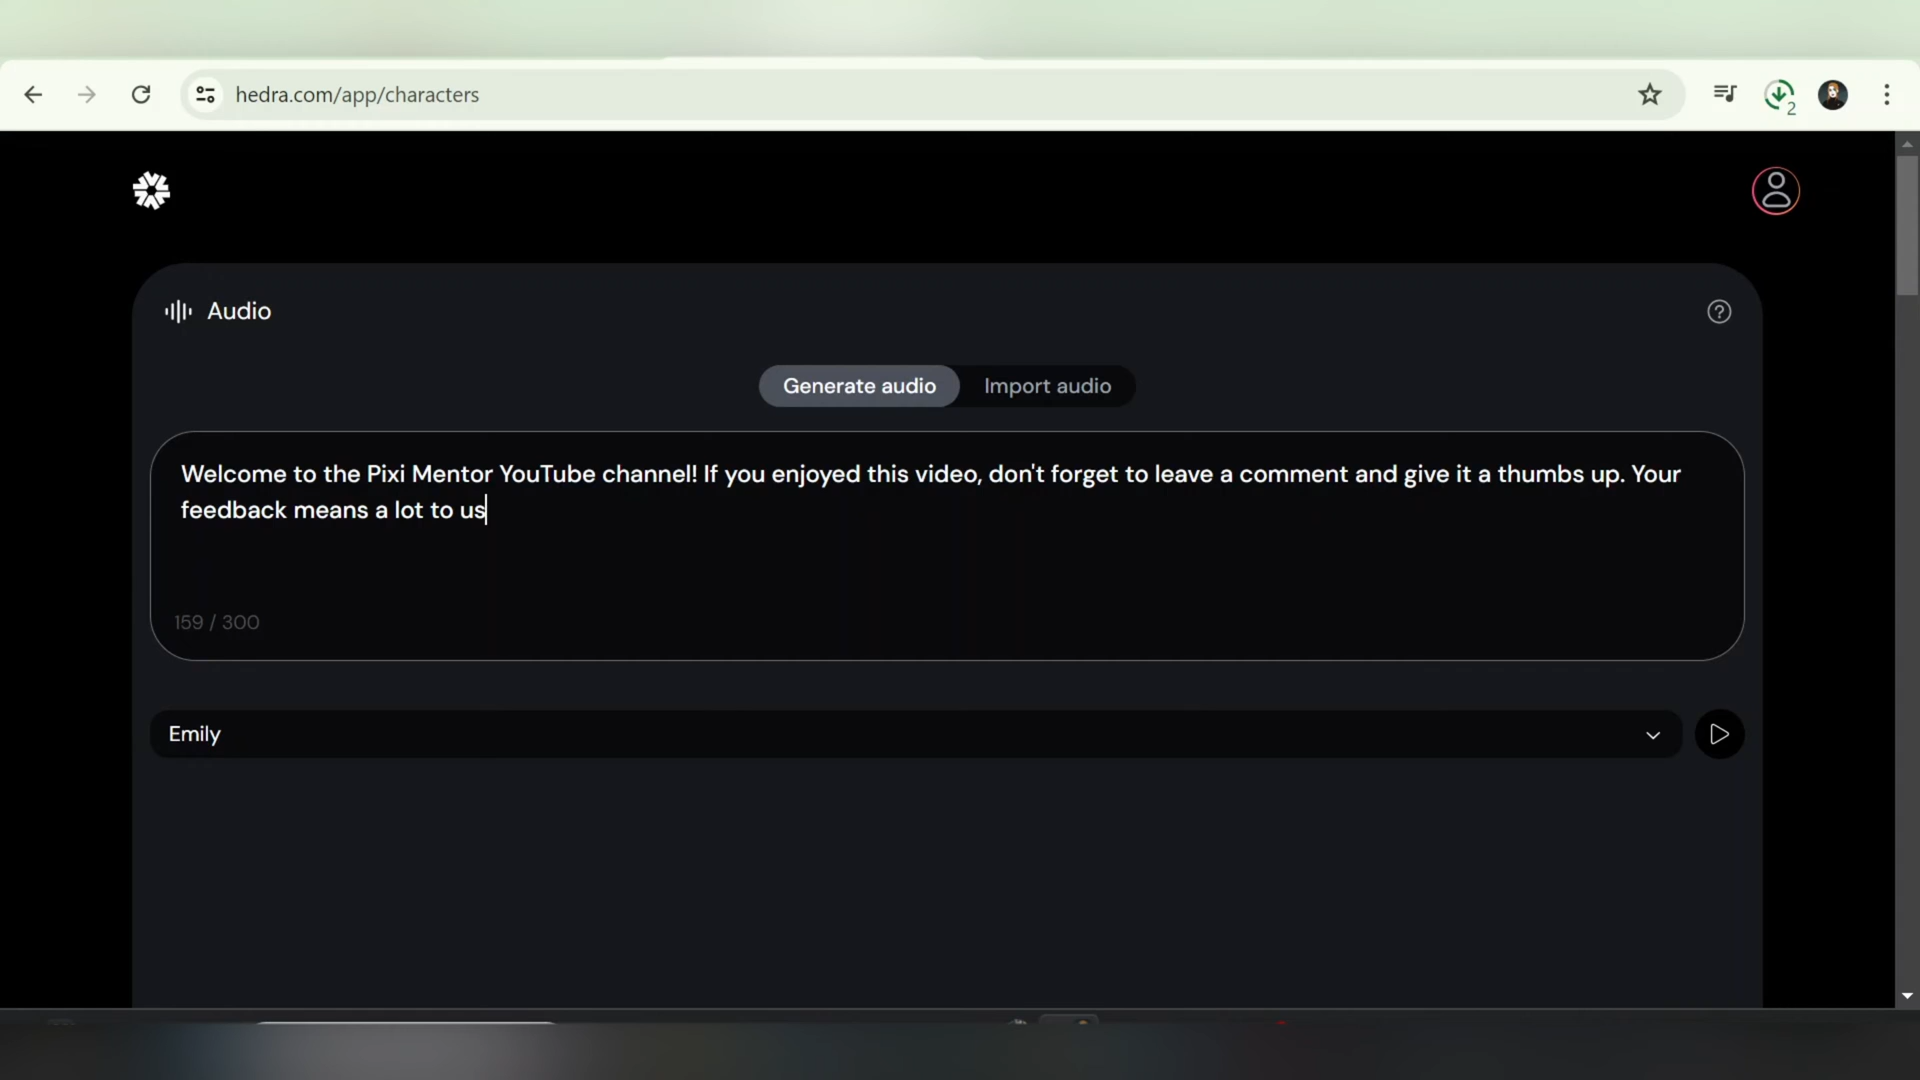 hedra.com/app/characters
2
Audio
Generate audio
Import audio
Welcome to the Pixi Mentor YouTube channel! If you enjoyed this video, don't forget to leave a comment and give it a thumbs up. Your
feedback means a lot to us
159 / 300
Emily